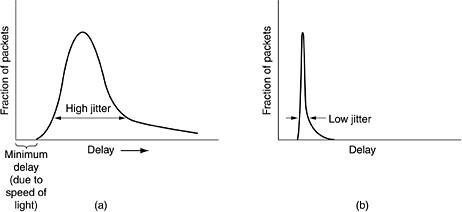 Fraction of packets
High jitter
Minimum
delay
(due to
speed of
light)
Delay
(a)
Fraction of packets
Low jitter
Delay
(b)